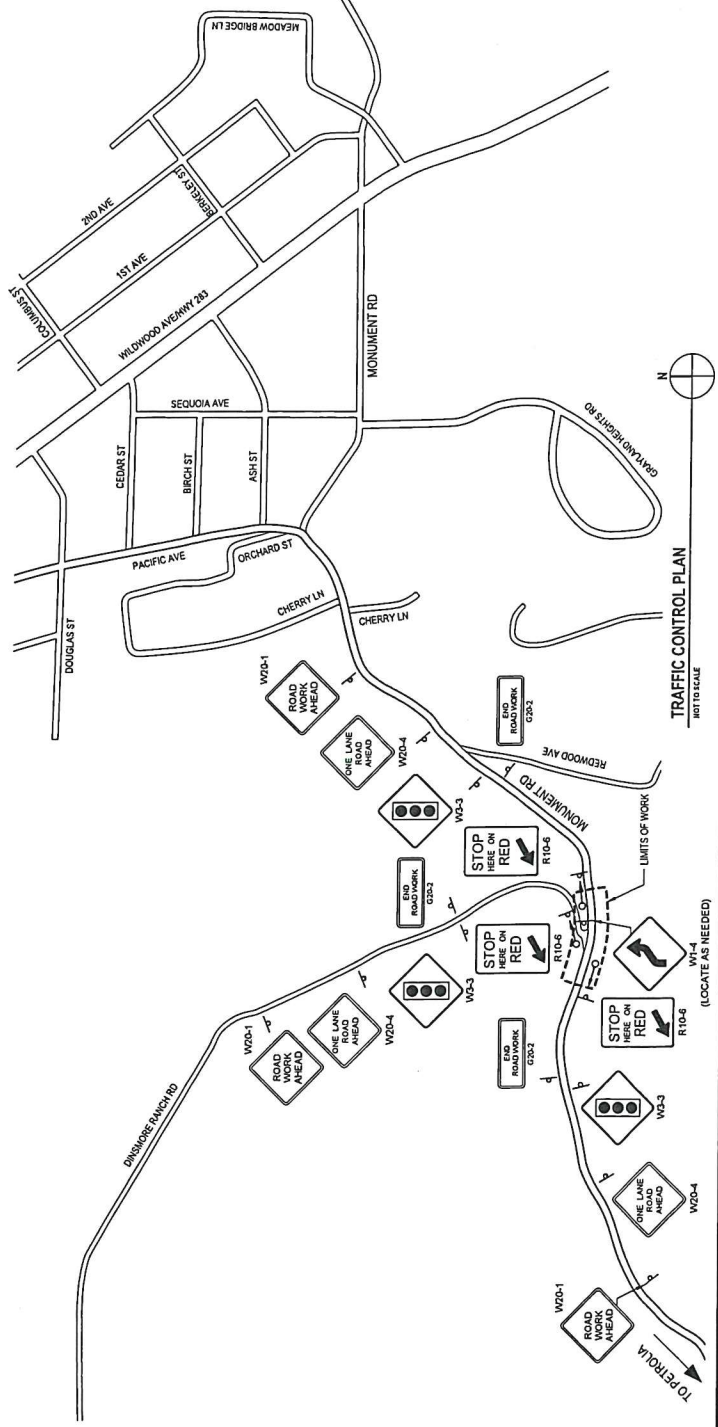 MEADOW BRIDGE LN
2ND AVE
BERKELEY ST
COLUMBUS ST
1ST AVE
WILDWOOD AVE/HWY 283
MONUMENT RD
SEQUOIA AVE
CEDAR ST
BIRCH ST
ASH ST
PACIFIC AVE
ORCHARD ST
DOUGLAS ST
CHERRY LN
CHERRY LN
GRAYLAND HEIGHTS RD
N
TRAFFIC CONTROL PLAN
NOT TO SCALE
W20-1
ROAD
WORK
AHEAD
ONE LANE
ROAD
AHEAD
W20-4
W3-3
END
ROAD WORK
G20-2
REDWOOD AVE
MONUMENT RD
STOP
HERE ON
RED
R10-6
LIMITS OF WORK
END
ROAD WORK
G20-2
STOP
HERE ON
RED
R10-6
W3-3
W20-1
ROAD
WORK
AHEAD
ONE LANE
ROAD
AHEAD
W20-4
DINSMORE RANCH RD
W1-4
(LOCATE AS NEEDED)
STOP
HERE ON
RED
R10-6
END
ROAD WORK
G20-2
W3-3
ONE LANE
ROAD
AHEAD
W20-4
W20-1
ROAD
WORK
AHEAD
TO PETROLIA